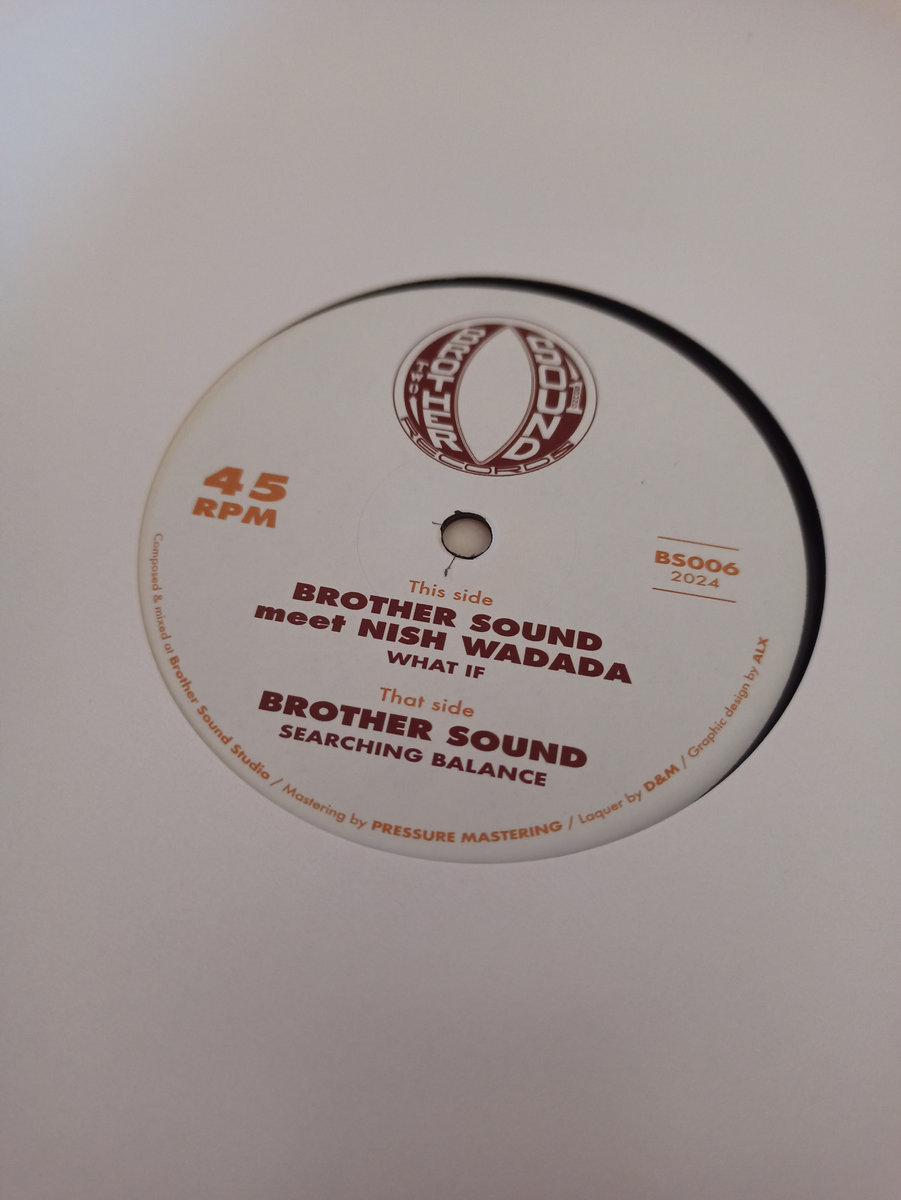 BROTHER SOUND
RECORDS
45
RPM
BS006
2024
This side
BROTHER SOUND
meet NISH WADADA
WHAT IF
That side
BROTHER SOUND
SEARCHING BALANCE
Composed & mixed at Brother Sound Studio / Mastering by PRESSURE MASTERING / Laquer by D&M / Graphic design by ALX